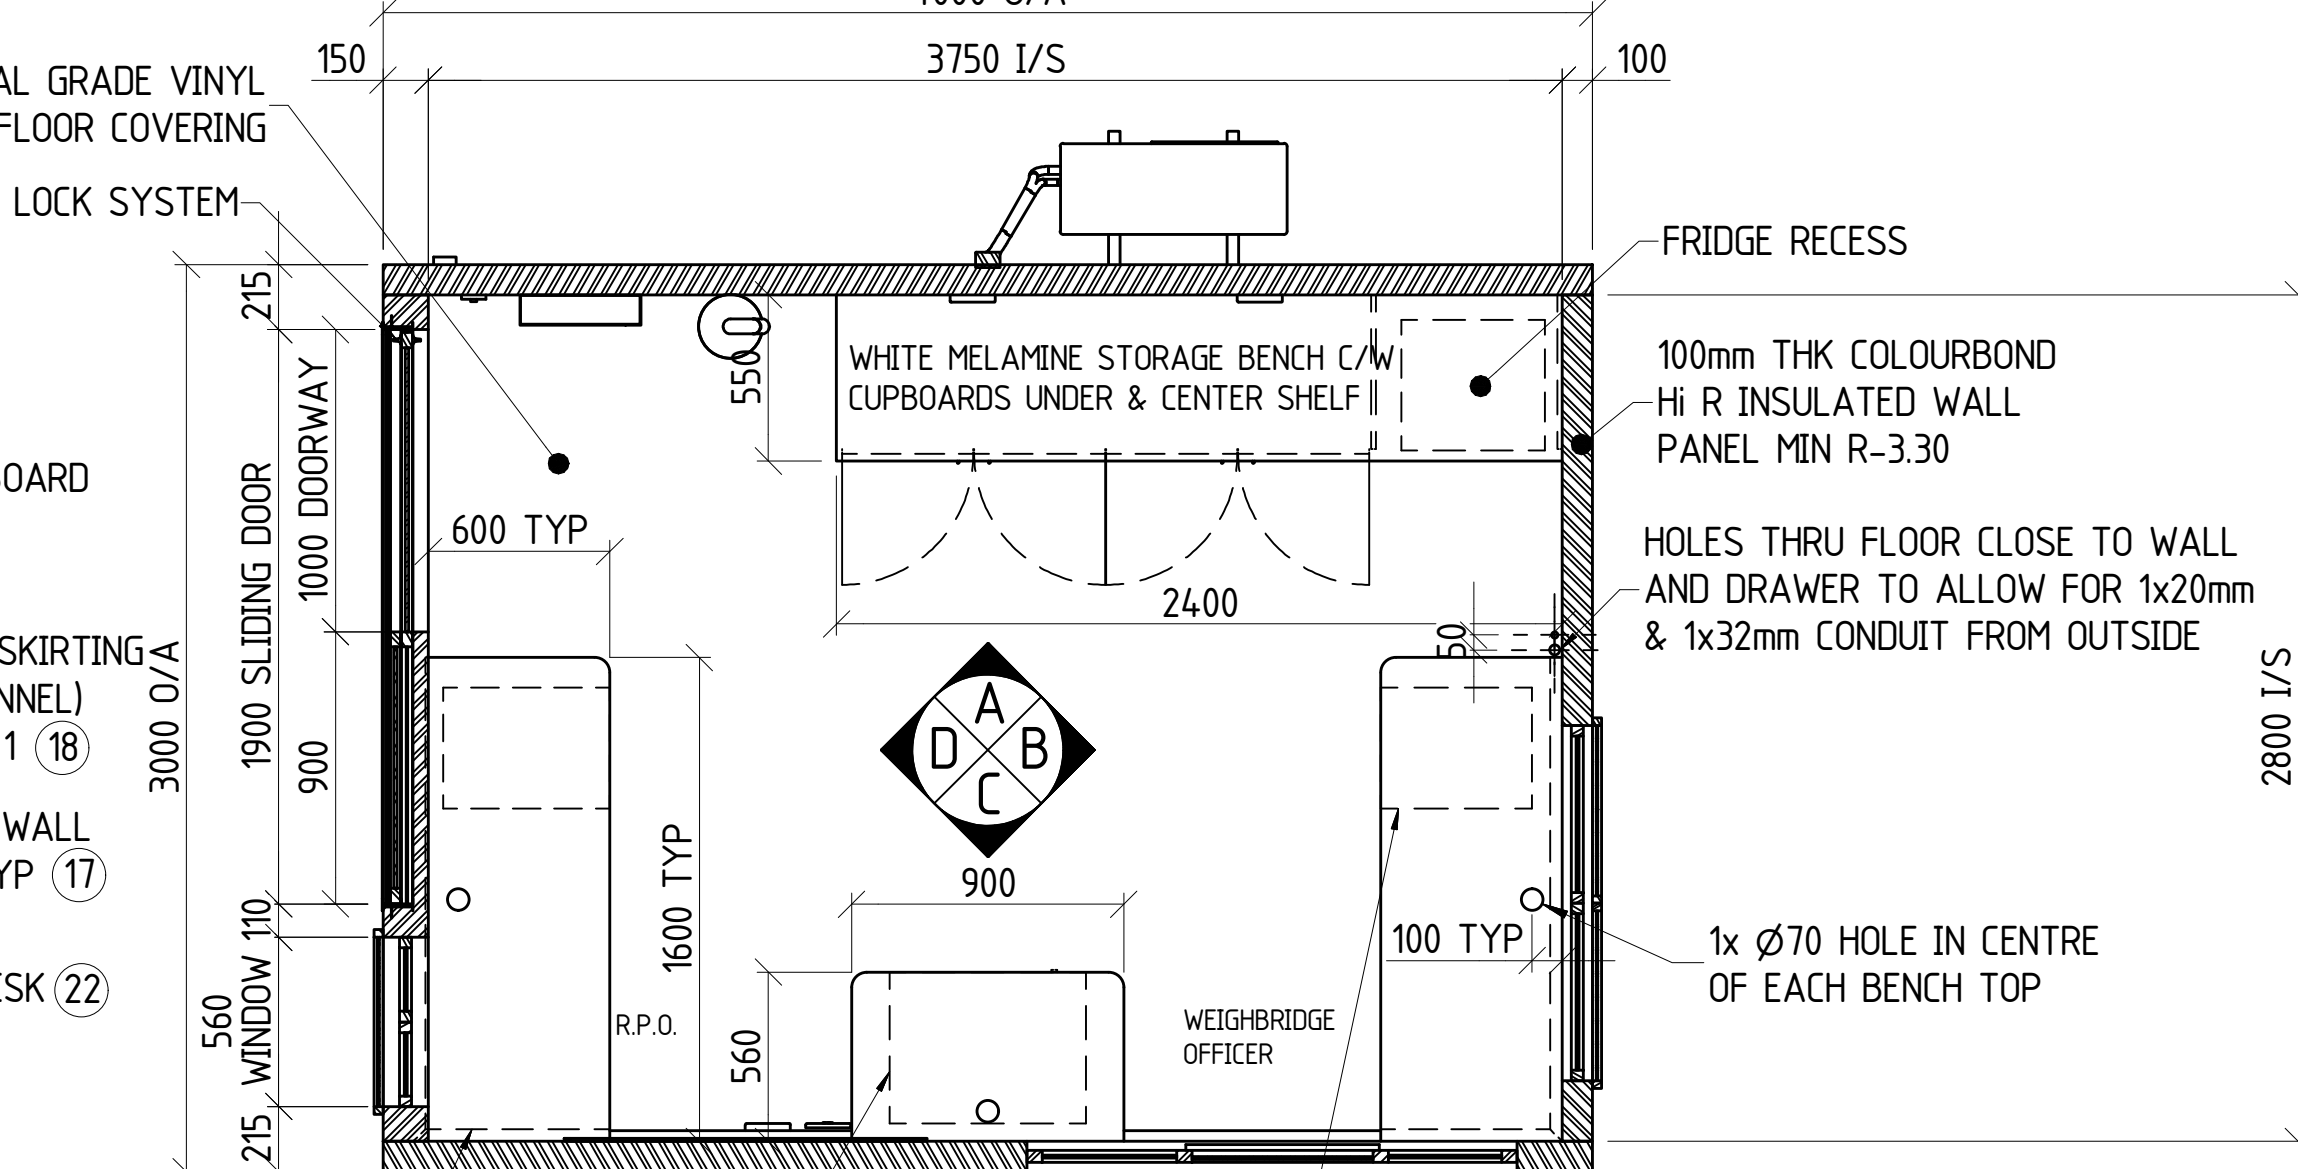 150
3750 I/S
100
AL GRADE VINYL
FLOOR COVERING
LOCK SYSTEM
FRIDGE RECESS
215
WHITE MELAMINE STORAGE BENCH C/W
CUPBOARDS UNDER & CENTER SHELF
550
100mm THK COLOURBOND
Hi R INSULATED WALL
PANEL MIN R-3.30
1000 DOORWAY
1900 SLIDING DOOR
3000 O/A
600 TYP
2400
50
HOLES THRU FLOOR CLOSE TO WALL
AND DRAWER TO ALLOW FOR 1x20mm
& 1x32mm CONDUIT FROM OUTSIDE
SKIRTING
1 18
900
A
D B
C
2800 I/S
WALL
17
1600 TYP
900
110
100 TYP
1x Ø70 HOLE IN CENTRE
OF EACH BENCH TOP
22
560
WINDOW
R.P.O.
560
WEIGHBRIDGE
OFFICER
215